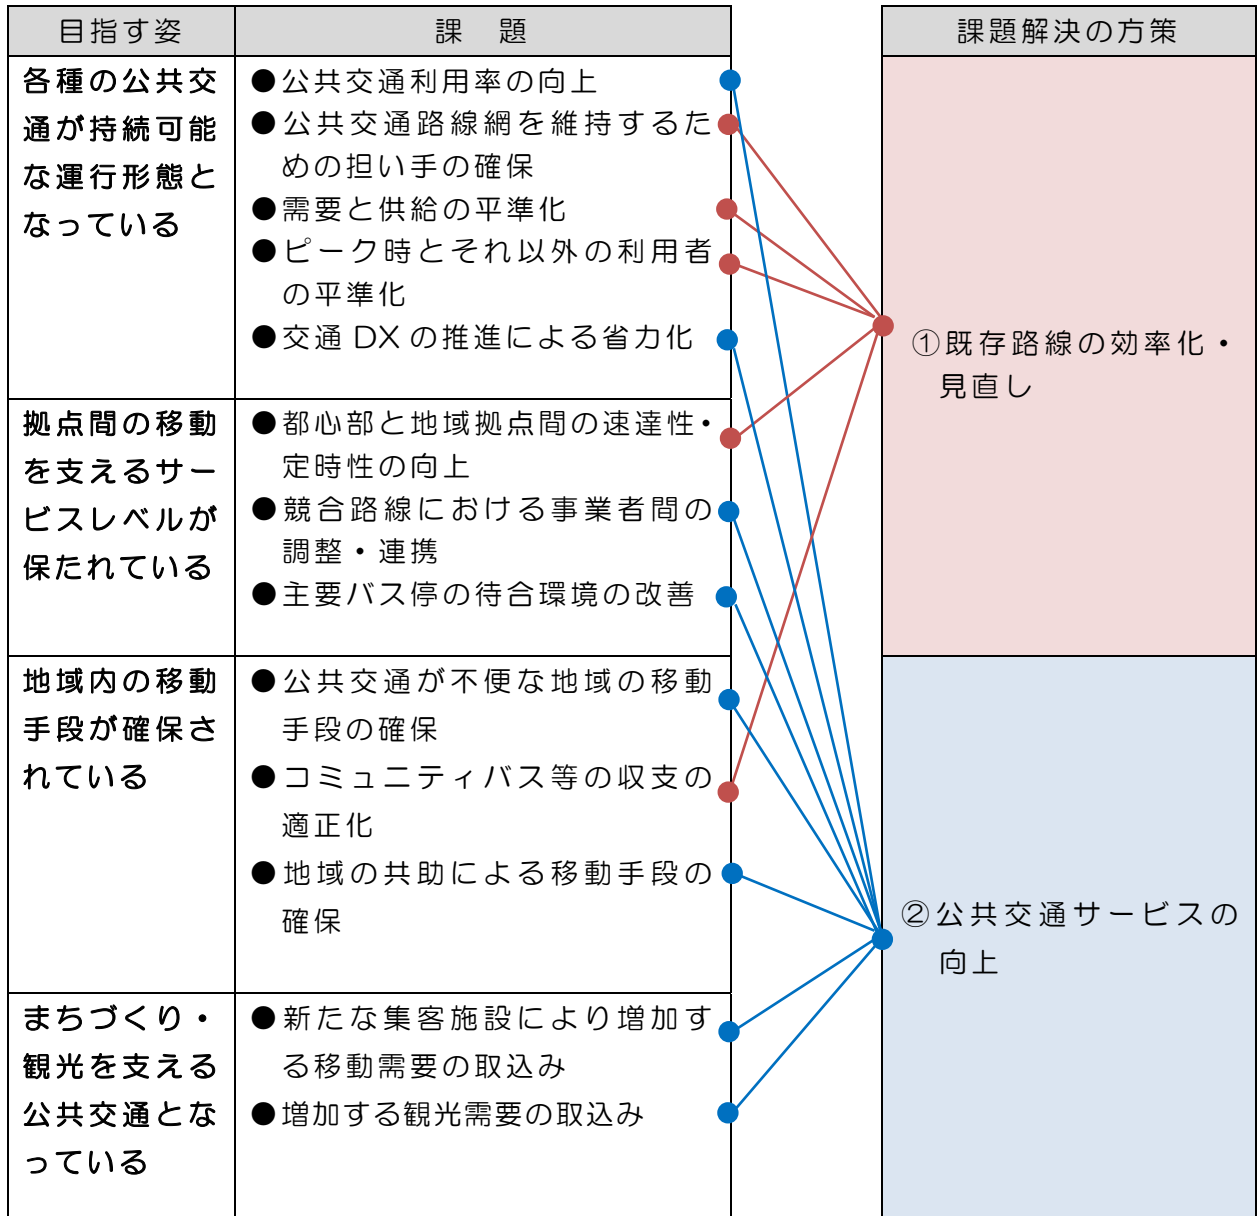 目指す姿
課　題
課題解決の方策
各種の公共交
通が持続可能
な運行形態と
なっている
●公共交通利用率の向上
●公共交通路線網を維持するた
めの担い手の確保
●需要と供給の平準化
●ピーク時とそれ以外の利用者
の平準化
●交通 DX の推進による省力化
拠点間の移動
を支えるサー
ビスレベルが
保たれている
●都心部と地域拠点間の速達性・
定時性の向上
●競合路線における事業者間の
調整・連携
●主要バス停の待合環境の改善
地域内の移動
手段が確保さ
れている
●公共交通が不便な地域の移動
手段の確保
●コミュニティバス等の収支の
適正化
●地域の共助による移動手段の
確保
まちづくり・
観光を支える
公共交通とな
っている
●新たな集客施設により増加す
る移動需要の取込み
●増加する観光需要の取込み
①既存路線の効率化・
見直し
②公共交通サービスの
向上